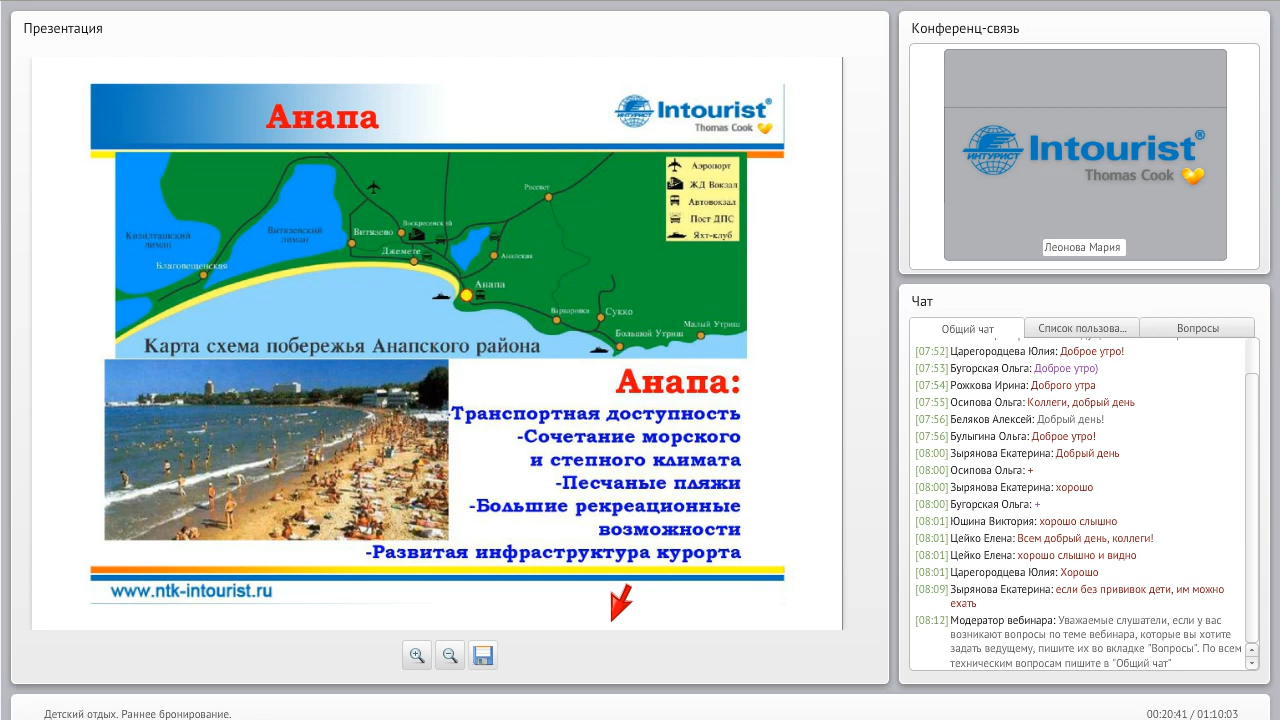 Презентация
Анапа
ИНТУРИСТ
Intourist®
Thomas Cook
Аэропорт
ЖД Вокзал
Автовокзал
Пост ДПС
Яхт-клуб
Рассвет
Воскресенский
Кизилташский
лиман
Витязевский
лиман
Витязево
Джемете
Благовещенская
Анапская
Анапа
Варваровка
Сукко
Большой Утриш
Малый Утриш
Карта схема побережья Анапского района
Анапа:
-Транспортная доступность
-Сочетание морского
и степного климата
-Песчаные пляжи
-Большие рекреационные
возможности
-Развитая инфраструктура курорта
www.ntk-intourist.ru
Конференц-связь
ИНТУРИСТ
Intourist®
Thomas Cook
Леонова Мария
Чат
Общий чат
Список пользова...
Вопросы
[07:52] Царегородцева Юлия: Доброе утро!
[07:53] Бугорская Ольга: Доброе утро)
[07:54] Рожкова Ирина: Доброго утра
[07:55] Осипова Ольга: Коллеги, добрый день
[07:56] Беляков Алексей: Добрый день!
[07:56] Булыгина Ольга: Доброе утро!
[08:00] Зырянова Екатерина: Добрый день
[08:00] Осипова Ольга: +
[08:00] Зырянова Екатерина: хорошо
[08:00] Бугорская Ольга: +
[08:01] Юшина Виктория: хорошо слышно
[08:01] Цейко Елена: Всем добрый день, коллеги!
[08:01] Цейко Елена: хорошо слышно и видно
[08:01] Царегородцева Юлия: Хорошо
[08:09] Зырянова Екатерина: если без прививок дети, им можно
ехать
[08:12] Модератор вебинара: Уважаемые слушатели, если у вас
возникают вопросы по теме вебинара, которые вы хотите
задать ведущему, пишите их во вкладке "Вопросы". По всем
техническим вопросам пишите в "Общий чат"
Детский отдых. Раннее бронирование.
00:20:41 / 01:10:03